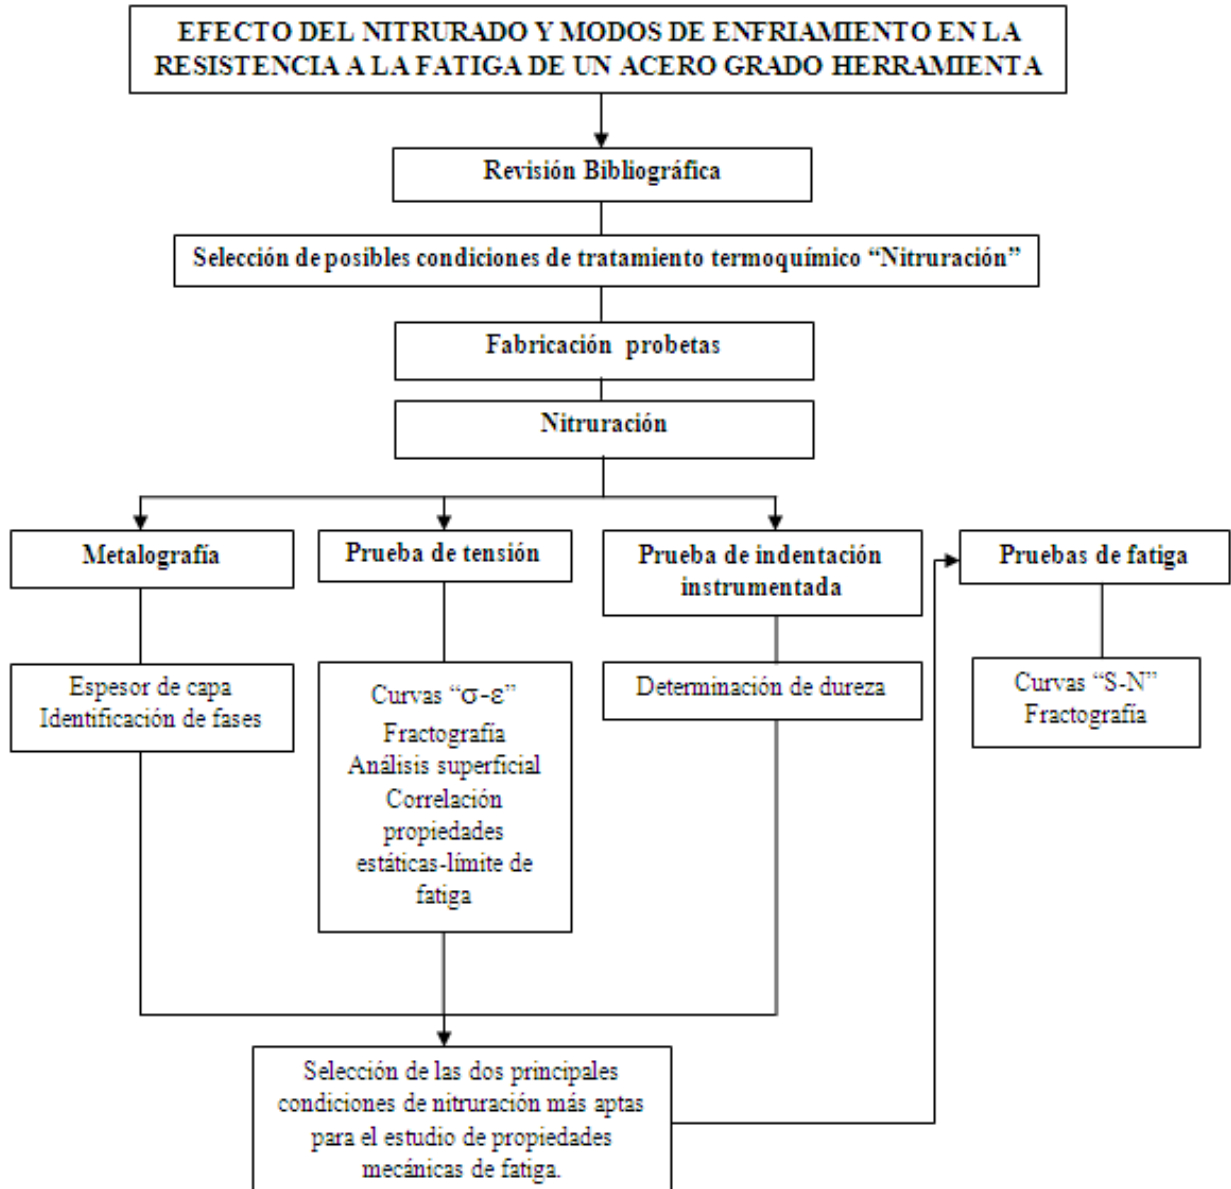 EFECTO DEL NITRURADO Y MODOS DE ENFRIAMIENTO EN LA
RESISTENCIA A LA FATIGA DE UN ACERO GRADO HERRAMIENTA
Revisión Bibliográfica
Selección de posibles condiciones de tratamiento termoquímico “Nitruración”
Fabricación probetas
Nitruración
Metalografía
Prueba de tensión
Prueba de indentación
instrumentada
Pruebas de fatiga
Espesor de capa
Identificación de fases
Curvas “σ-ε”
Fractografía
Análisis superficial
Correlación
propiedades
estáticas-límite de
fatiga
Determinación de dureza
Curvas “S-N”
Fractografía
Selección de las dos principales
condiciones de nitruración más aptas
para el estudio de propiedades
mecánicas de fatiga.